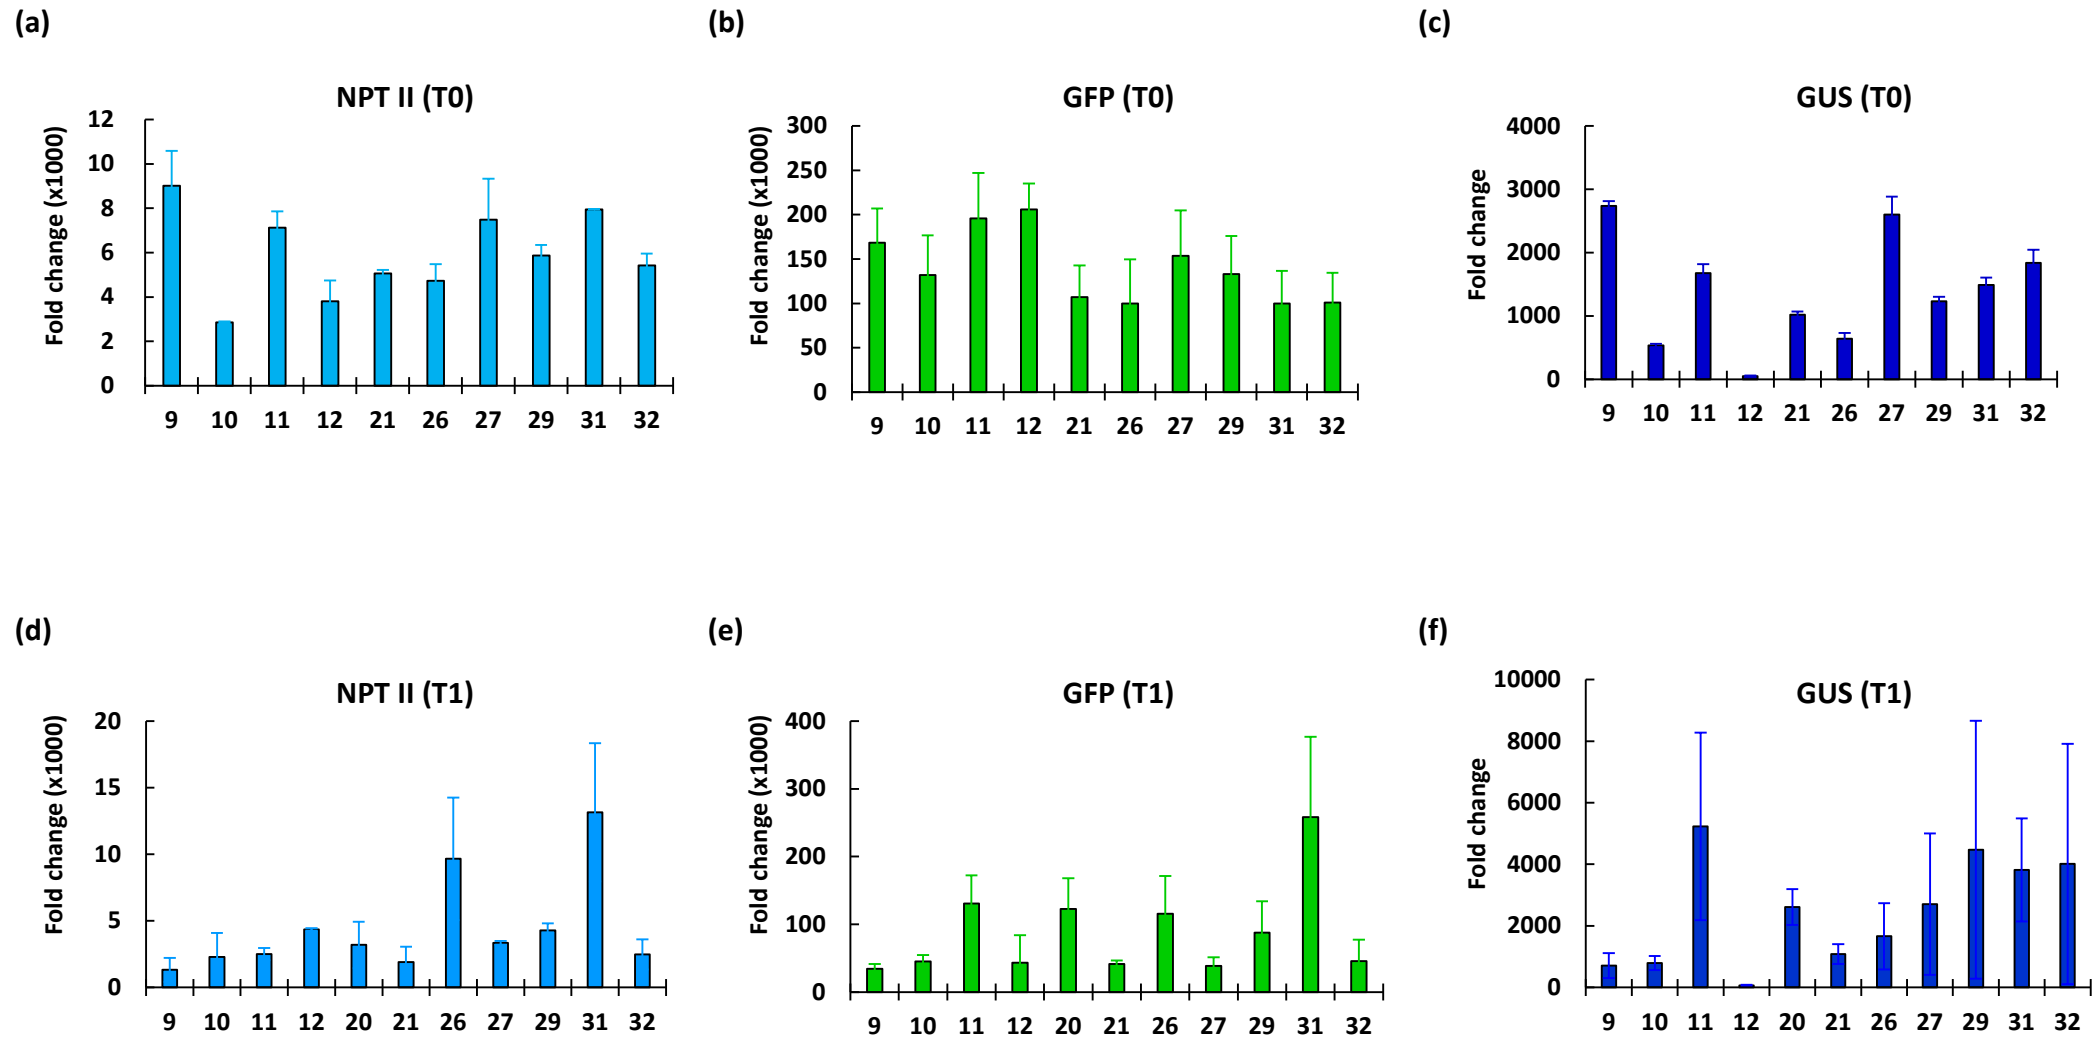 (a)
NPT II (T0)
Fold change (x1000)
12
10
8
6
4
2
0
9 10 11 12 21 26 27 29 31 32
(b)
GFP (T0)
Fold change (x1000)
300
250
200
150
100
50
0
9 10 11 12 21 26 27 29 31 32
(c)
GUS (T0)
Fold change
4000
3000
2000
1000
0
9 10 11 12 21 26 27 29 31 32
(d)
NPT II (T1)
Fold change (x1000)
20
15
10
5
0
9 10 11 12 20 21 26 27 29 31 32
(e)
GFP (T1)
Fold change (x1000)
400
300
200
100
0
9 10 11 12 20 21 26 27 29 31 32
(f)
GUS (T1)
Fold change
10000
8000
6000
4000
2000
0
9 10 11 12 20 21 26 27 29 31 32